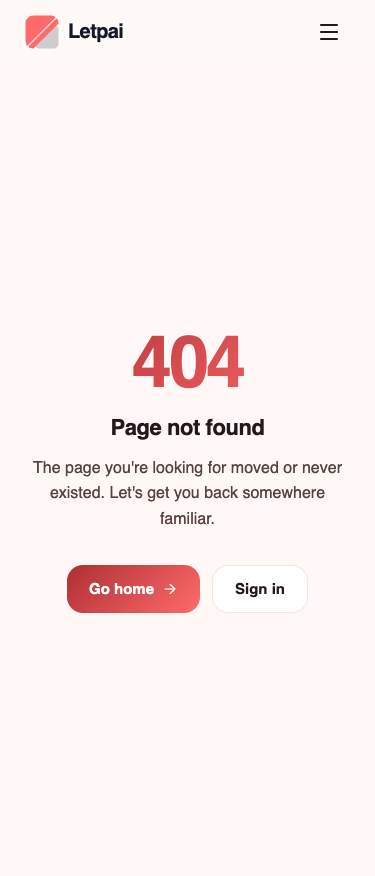 Letpai
404
Page not found
The page you're looking for moved or never
existed. Let's get you back somewhere
familiar.
Go home →
Sign in